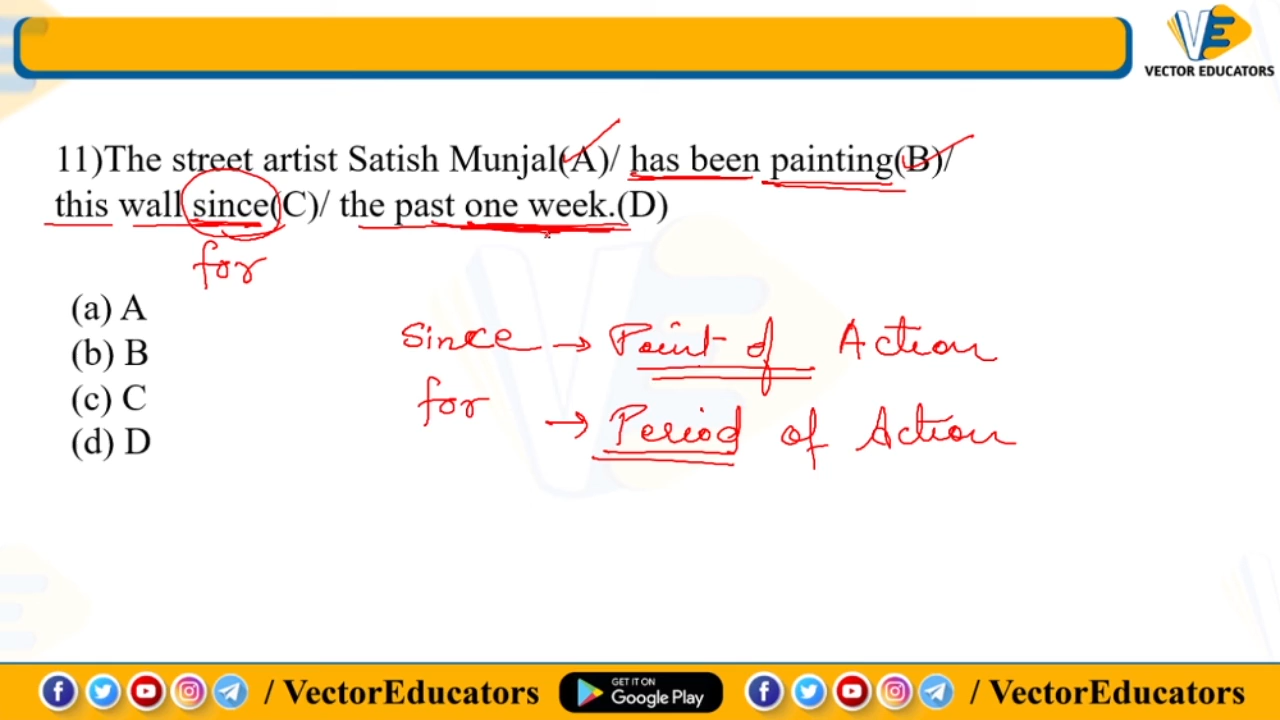 VE
VECTOR EDUCATORS
11)The street artist Satish Munjal(A)/ has been painting(B)/
this wall since(C)/ the past one week.(D)
for
(a) A
(b) B
(c) C
(d) D
Since → Point of Action
for → Period of Action
/ VectorEducators
GET IT ON
Google Play
/ VectorEducators